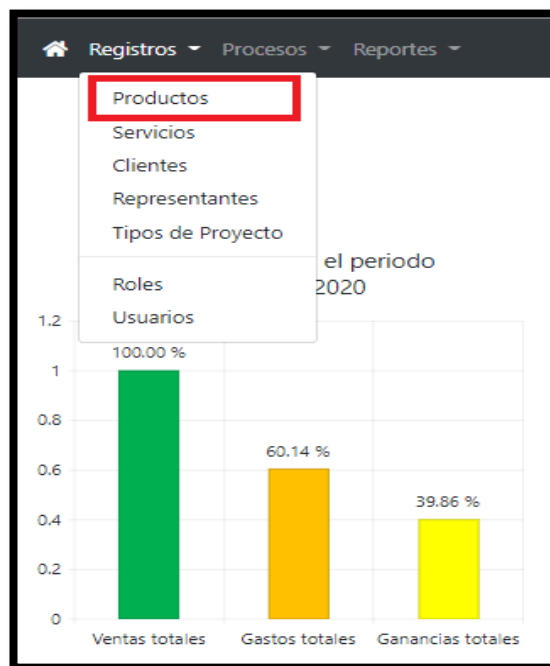 Registros Procesos Reportes
Productos
Servicios
Clientes
Representantes
Tipos de Proyecto
Roles
Usuarios
el periodo
2020
1.2
1
0.8
0.6
0.4
0.2
0
100.00 %
60.14 %
39.86 %
Ventas totales Gastos totales Ganancias totales